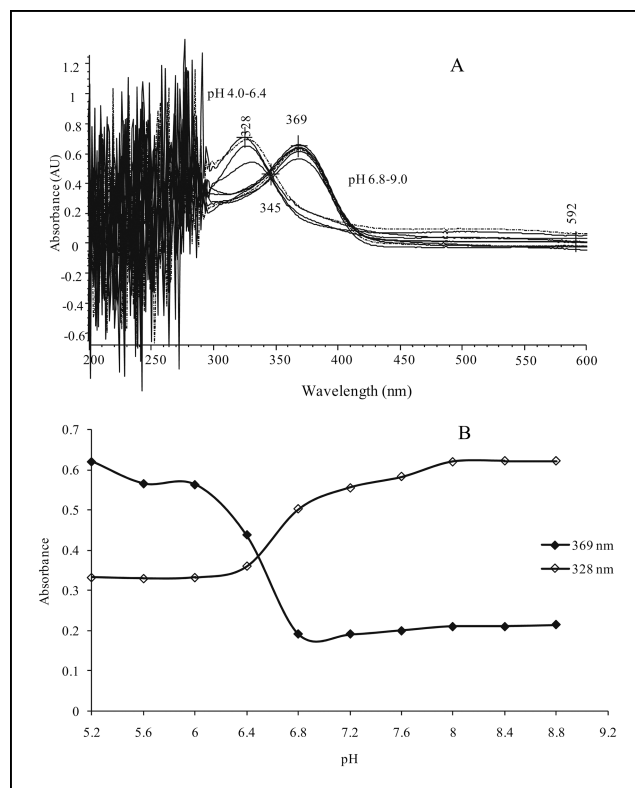 A
1.2
1
0.8
0.6
0.4
0.2
0
-0.2
-0.4
-0.6
Absorbance (AU)
pH 4.0-6.4
328
369
345
pH 6.8-9.0
592
200 250 300 350 400 450 500 550 600
Wavelength (nm)
B
0.7
0.6
0.5
0.4
0.3
0.2
0.1
0
Absorbance
369 nm
328 nm
5.2 5.6 6 6.4 6.8 7.2 7.6 8 8.4 8.8 9.2
pH